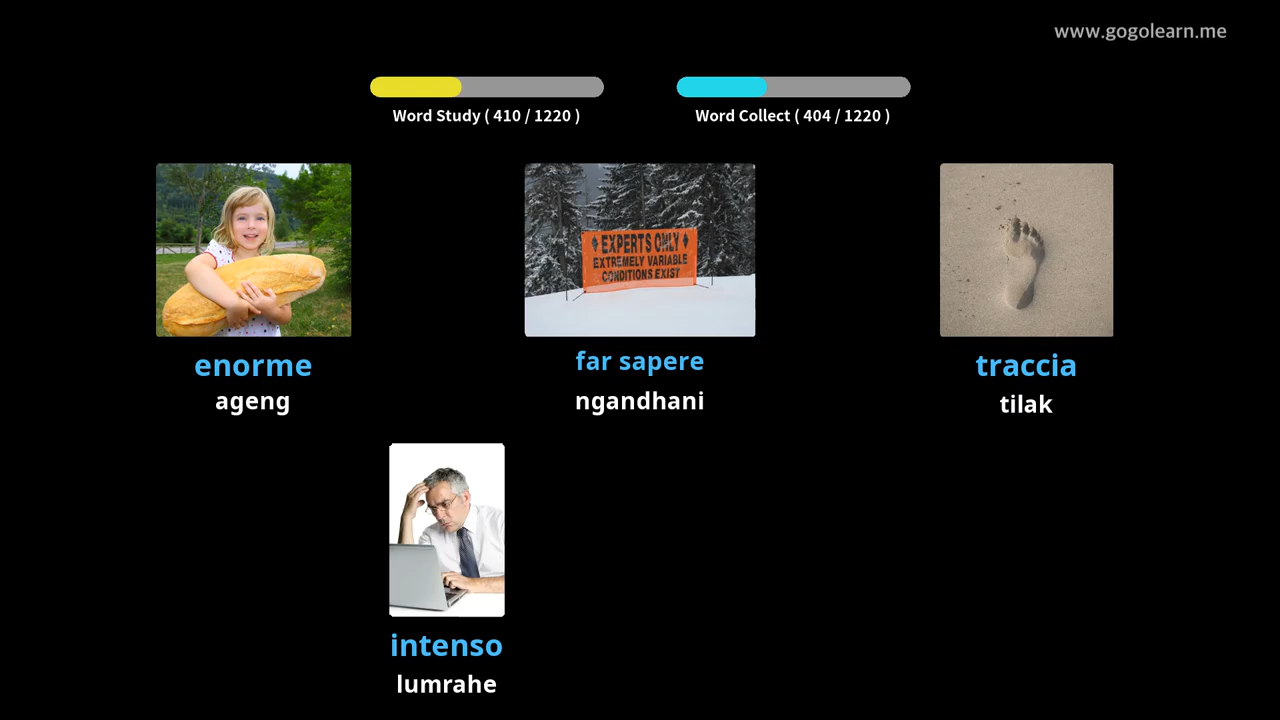 www.gogolearn.me
Word Study ( 410 / 1220 )
Word Collect ( 404 / 1220 )
EXPERTS ONLY
EXTREMELY VARIABLE
CONDITIONS EXIST
enorme
ageng
far sapere
ngandhani
traccia
tilak
intenso
lumrahe